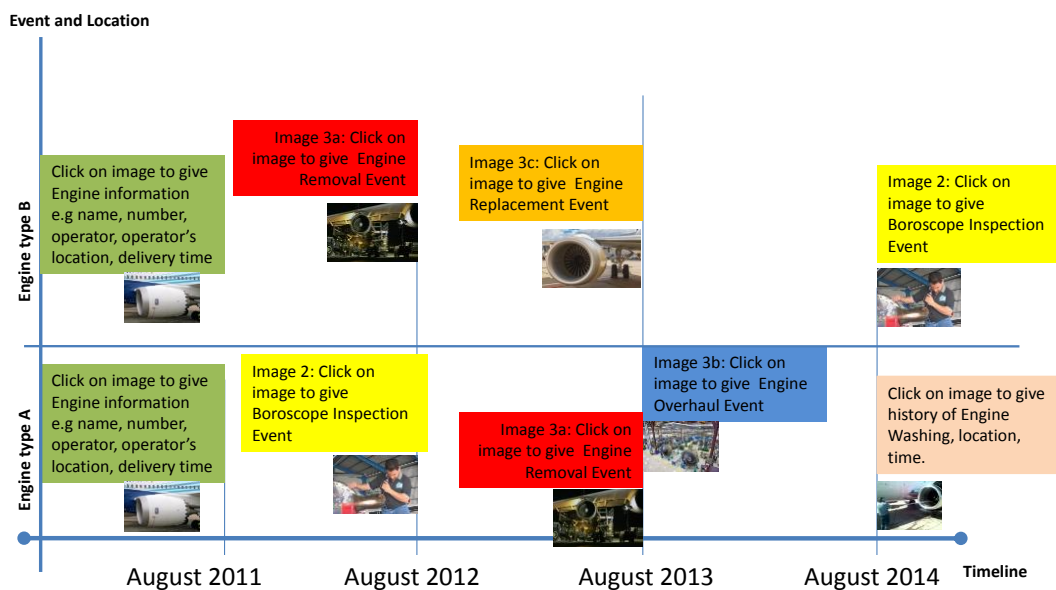 Event and Location
Engine type B
Click on image to give
Engine information
e.g name, number,
operator, operator's
location, delivery time
Image 3a: Click on
image to give  Engine
Removal Event
Image 3c: Click on
image to give  Engine
Replacement Event
Image 2: Click on
image to give
Boroscope Inspection
Event
Engine type A
Click on image to give
Engine information
e.g name, number,
operator, operator's
location, delivery time
Image 2: Click on
image to give
Boroscope Inspection
Event
Image 3a: Click on
image to give  Engine
Removal Event
Image 3b: Click on
image to give  Engine
Overhaul Event
Click on image to give
history of Engine
Washing, location,
time.
August 2011
August 2012
August 2013
August 2014
Timeline